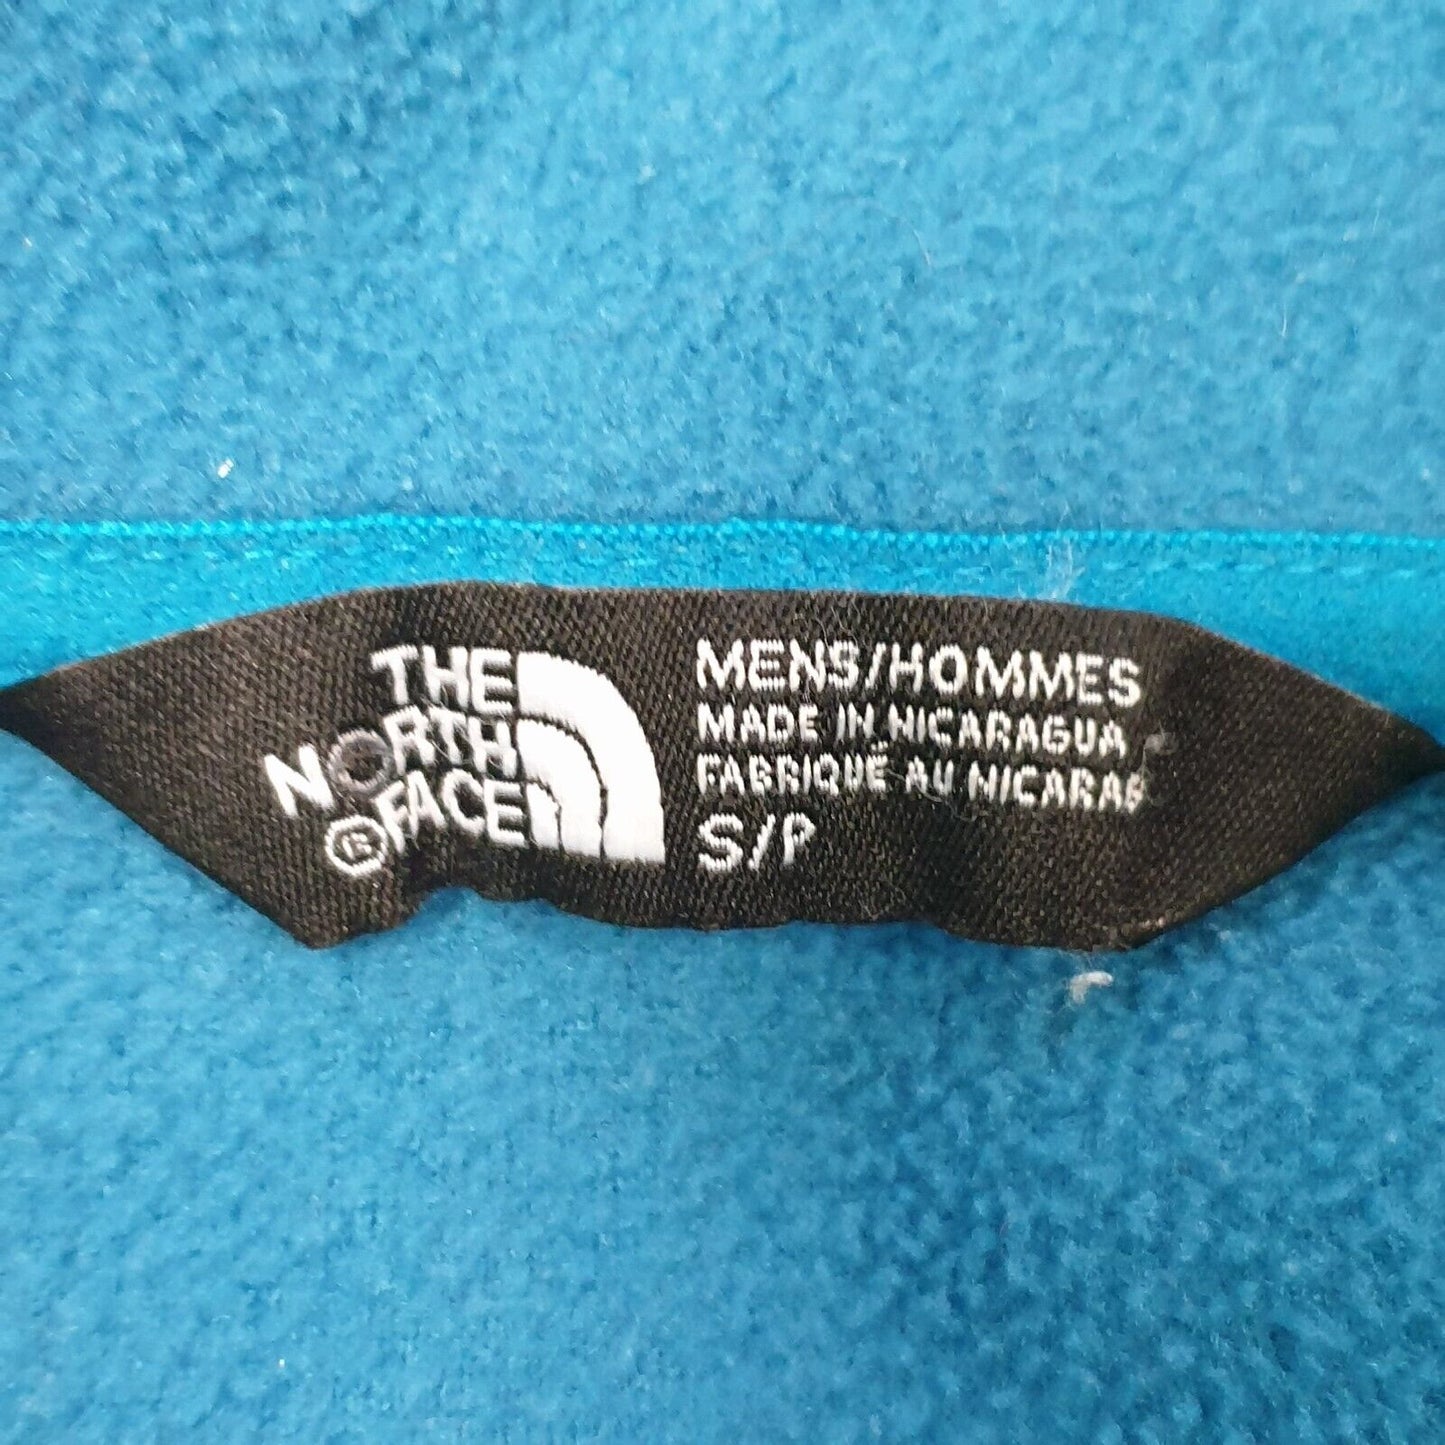 THE
NORTH
®FACE
MENS/HOMMES
MADE IN NICARAGUA
FABRIQUÉ AU NICARAG
S/P